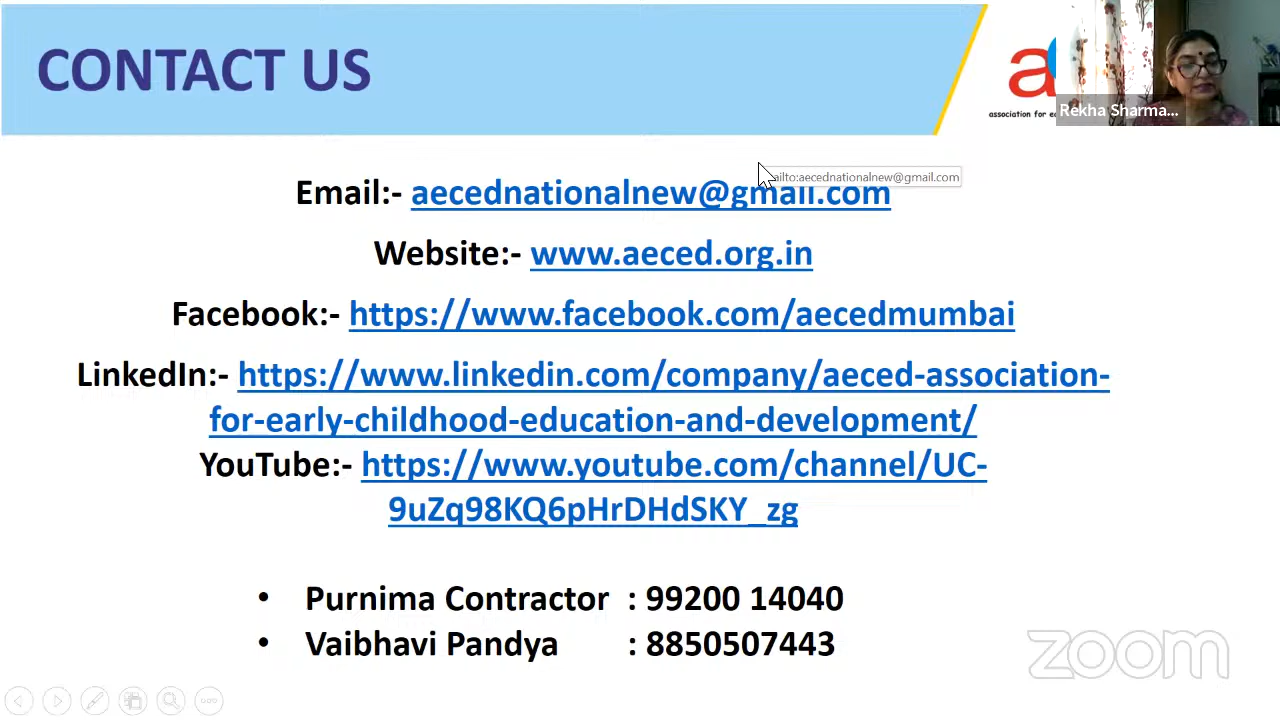 CONTACT US
association for
Rekha Sharma...
ailto:aecednationalnew@gmail.com
Email:- aecednationalnew@gmail.com
Website:- www.aeced.org.in
Facebook:- https://www.facebook.com/aecedmumbai
LinkedIn:- https://www.linkedin.com/company/aeced-association-
for-early-childhood-education-and-development/
YouTube:- https://www.youtube.com/channel/UC-
9uZq98KQ6pHrDHdSKY_zg
• Purnima Contractor : 99200 14040
• Vaibhavi Pandya : 8850507443
zoom